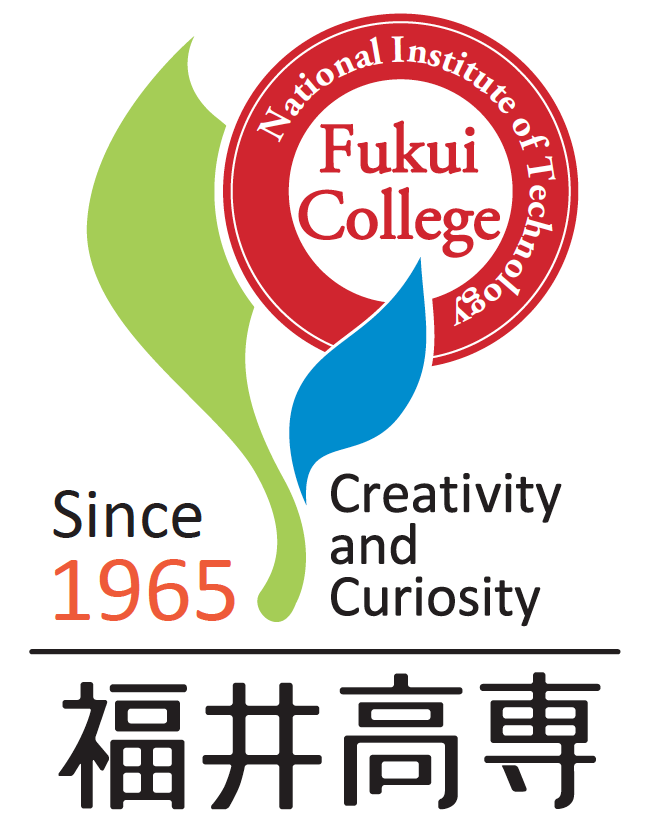 National Institute of Technology
Fukui
College
Since
1965
Creativity
and
Curiosity
福井高専